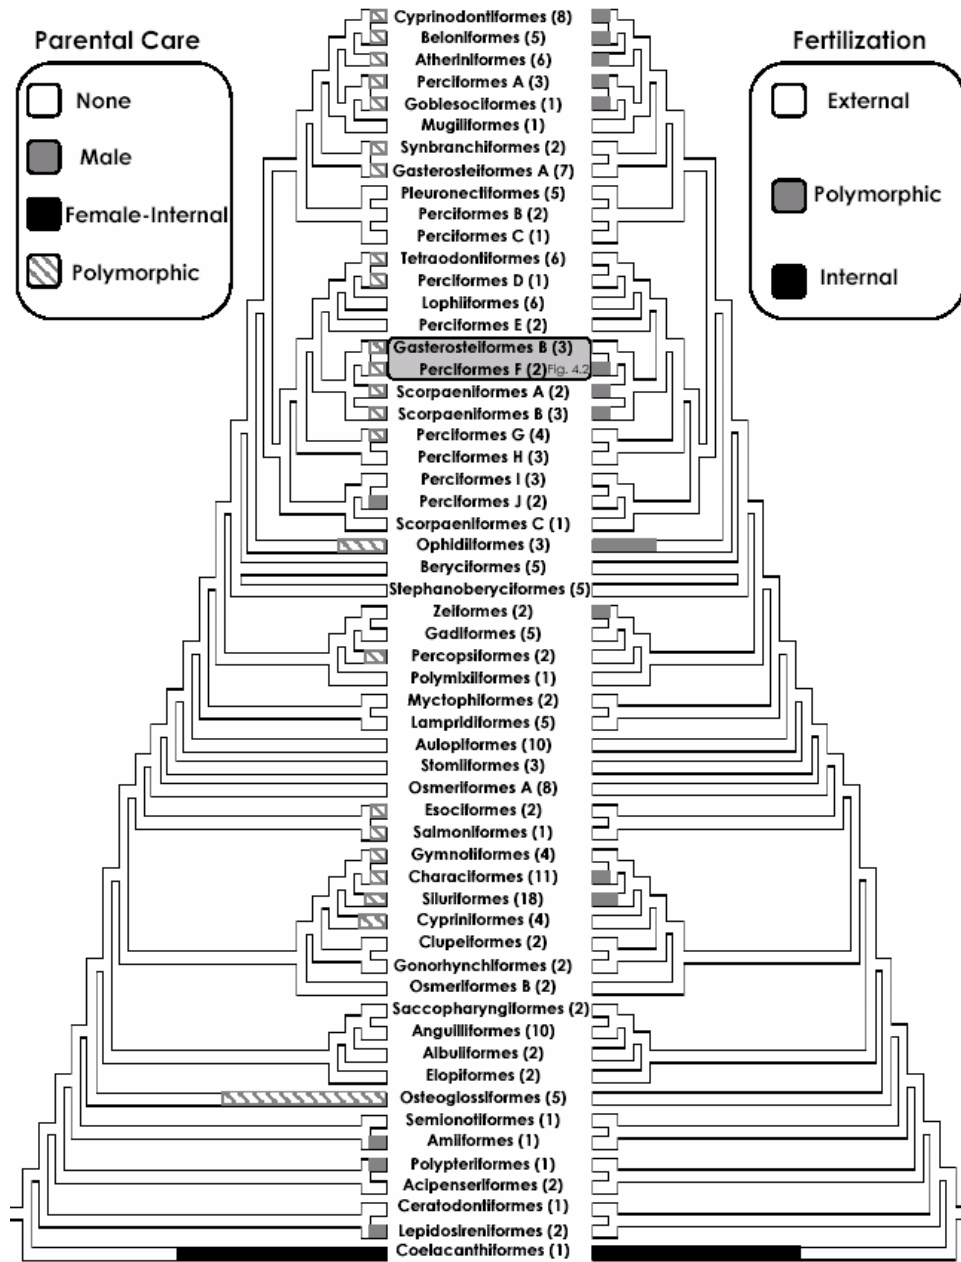 Parental Care
None
Male
Female-Internal
Polymorphic
Fertilization
External
Polymorphic
Internal
Cyprinodontiformes (8)
Beloniformes (5)
Atheriniformes (6)
Perciformes A (3)
Gobiesociformes (1)
Mugiliformes (1)
Synbranchiformes (2)
Gasterosteiformes A (7)
Pleuronectiformes (5)
Perciformes B (2)
Perciformes C (1)
Tetraodontiformes (6)
Perciformes D (1)
Lophiiformes (6)
Perciformes E (2)
Gasterosteiformes B (3)
Perciformes F (2) Fig. 4.2
Scorpaeniformes A (2)
Scorpaeniformes B (3)
Perciformes G (4)
Perciformes H (3)
Perciformes I (3)
Perciformes J (2)
Scorpaeniformes C (1)
Ophidiiformes (3)
Beryciformes (5)
Stephanoberyciformes (5)
Zeiformes (2)
Gadiformes (5)
Percopsiformes (2)
Polymixiiformes (1)
Myctophiformes (2)
Lampridiformes (5)
Aulopiformes (10)
Stomiiformes (3)
Osmeriformes A (8)
Esociformes (2)
Salmoniformes (1)
Gymnotiformes (4)
Characiformes (11)
Siluriformes (18)
Cypriniformes (4)
Clupeiformes (2)
Gonorhynchiformes (2)
Osmeriformes B (2)
Saccopharyngiformes (2)
Anguilliformes (10)
Albuliformes (2)
Elopiformes (2)
Osteoglossiformes (5)
Semionotiformes (1)
Amiiformes (1)
Polypteriformes (1)
Acipenseriformes (2)
Ceratodontiformes (1)
Lepidosireniformes (2)
Coelacanthiformes (1)